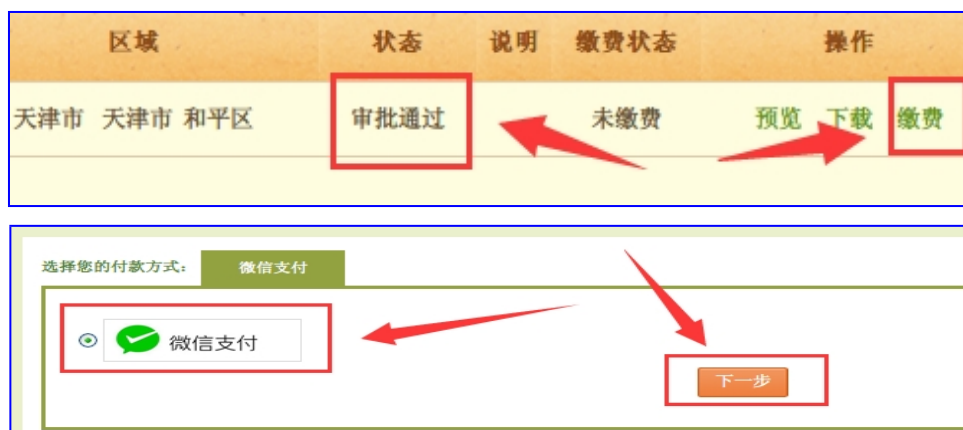 区域 状态 说明 缴费状态 操作
天津市 天津市 和平区 审批通过 未缴费 预览 下载 缴费
选择您的付款方式: 微信支付
微信支付
下一步